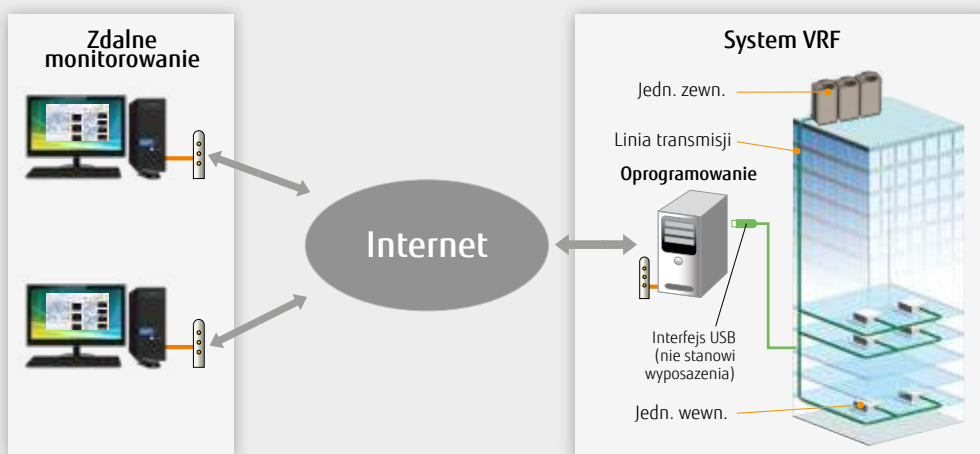 Zdalne
monitorowanie
Internet
System VRF
Jedn. zewn.
Linia transmisji
Oprogramowanie
Interfejs USB
(nie stanowi
wyposazenia)
Jedn. wewn.